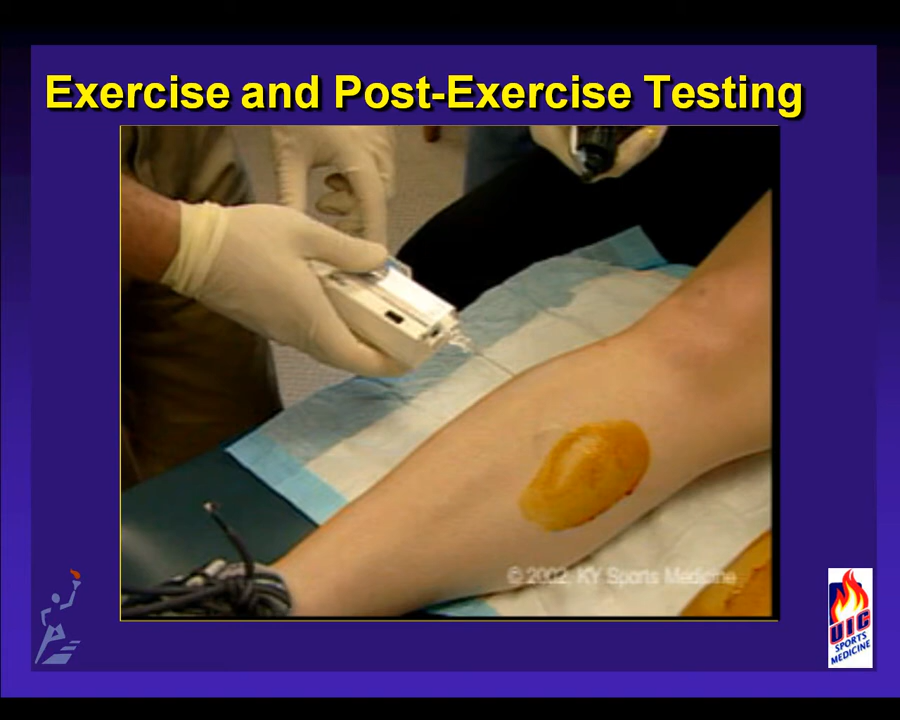 Exercise and Post-Exercise Testing
© 2002, KY Sports Medicine
UIC
SPORTS
MEDICINE